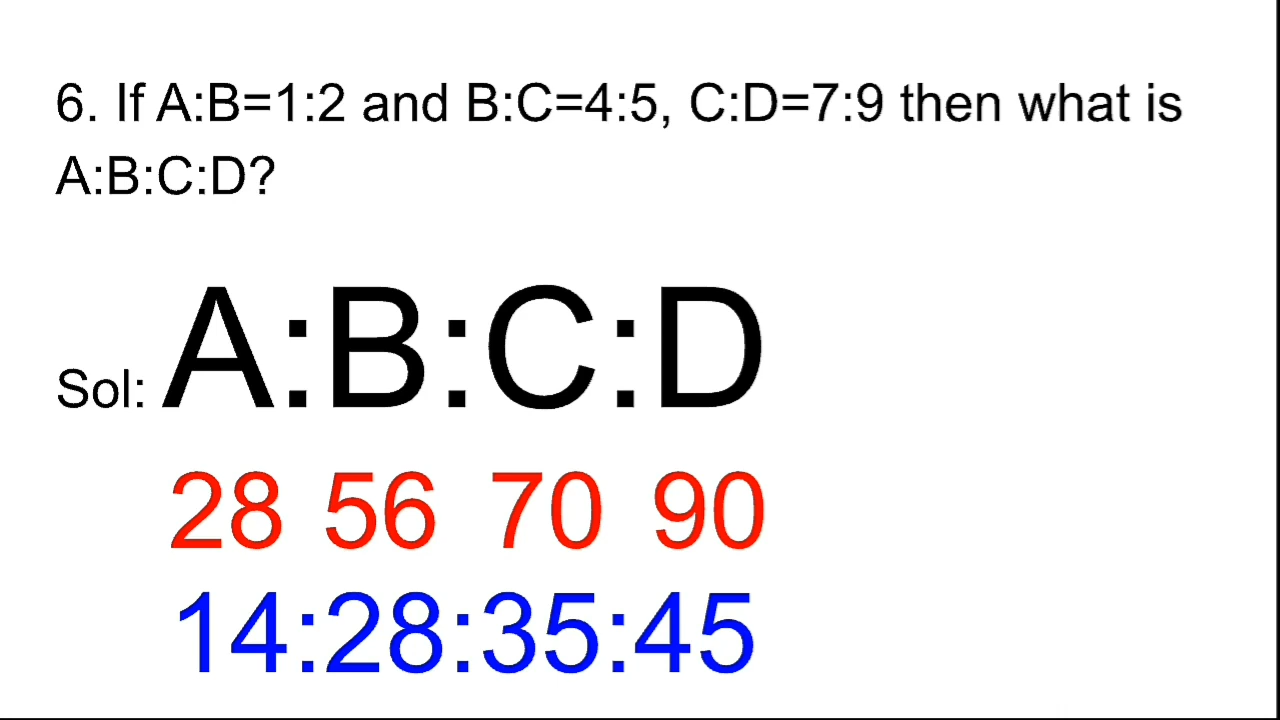 6. If A:B=1:2 and B:C=4:5, C:D=7:9 then what is
A:B:C:D?
Sol: A:B:C:D
28 56 70 90
14:28:35:45